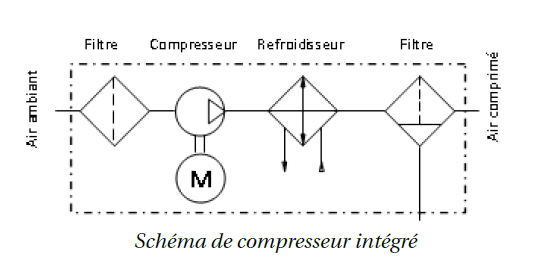 Filtre Compresseur Refroidisseur Filtre
Air ambiant
Air comprimé
M
Schéma de compresseur intégré